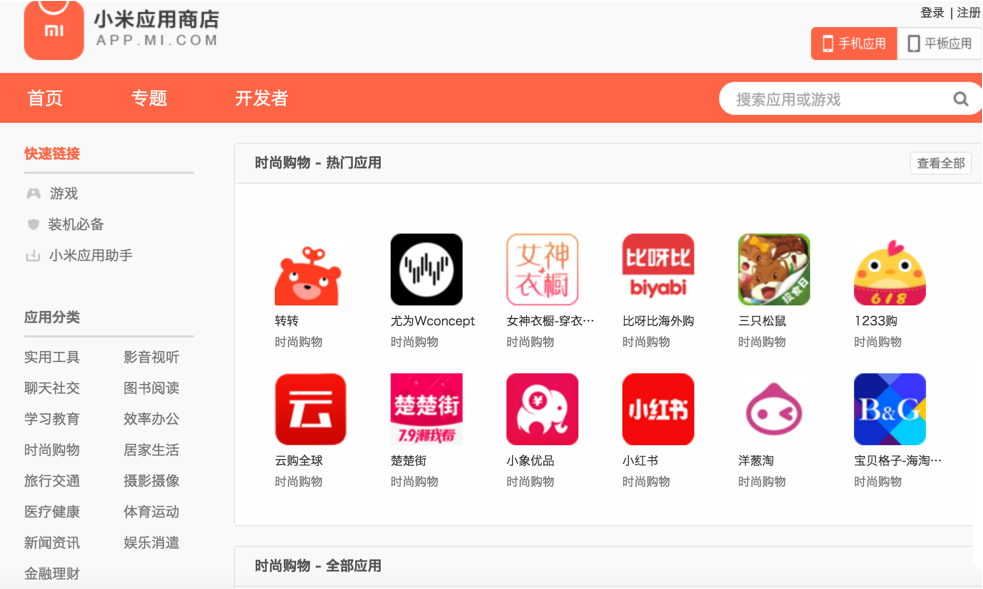 小米应用商店
APP.MI.COM
登录 | 注册
手机应用 平板应用
首页 专题 开发者 搜索应用或游戏
快速链接
游戏
装机必备
小米应用助手
应用分类
实用工具 影音视听
聊天社交 图书阅读
学习教育 效率办公
时尚购物 居家生活
旅行交通 摄影摄像
医疗健康 体育运动
新闻资讯 娱乐消遣
金融理财
时尚购物 - 热门应用 查看全部
女神
衣橱
比呀比
biyabi
找食日
618
转转 尤为Wconcept 女神衣橱-穿衣… 比呀比海外购 三只松鼠 1233购
时尚购物 时尚购物 时尚购物 时尚购物 时尚购物 时尚购物
云
楚楚街
7.9潮我看
¥
小红书
B&G
云购全球 楚楚街 小象优品 小红书 洋葱淘 宝贝格子-海淘…
时尚购物 时尚购物 时尚购物 时尚购物 时尚购物 时尚购物
时尚购物 - 全部应用